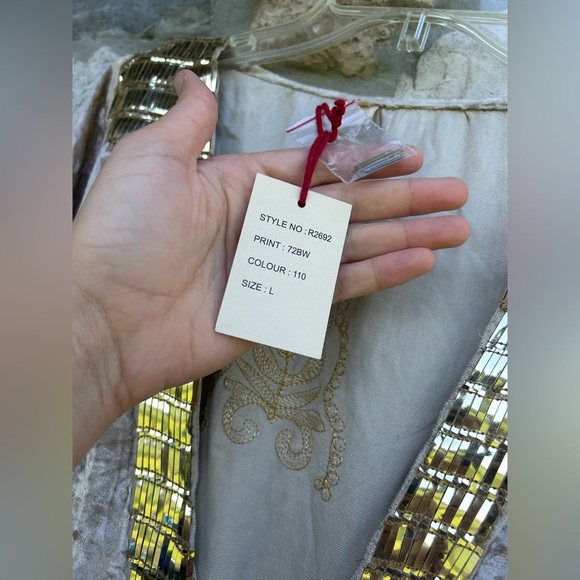 STYLE NO : R2692
PRINT : 72BW
COLOUR : 110
SIZE : L